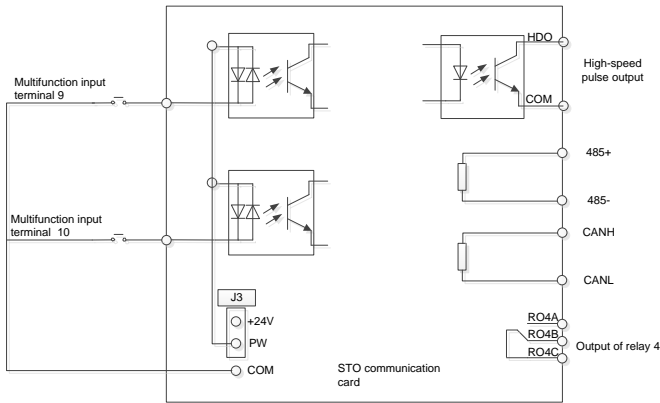 HDO
High-speed
pulse output
COM
Multifunction input
terminal 9
485+
485-
Multifunction input
terminal 10
CANH
CANL
J3
+24V
PW
COM
STO communication
card
RO4A
RO4B
RO4C
Output of relay 4